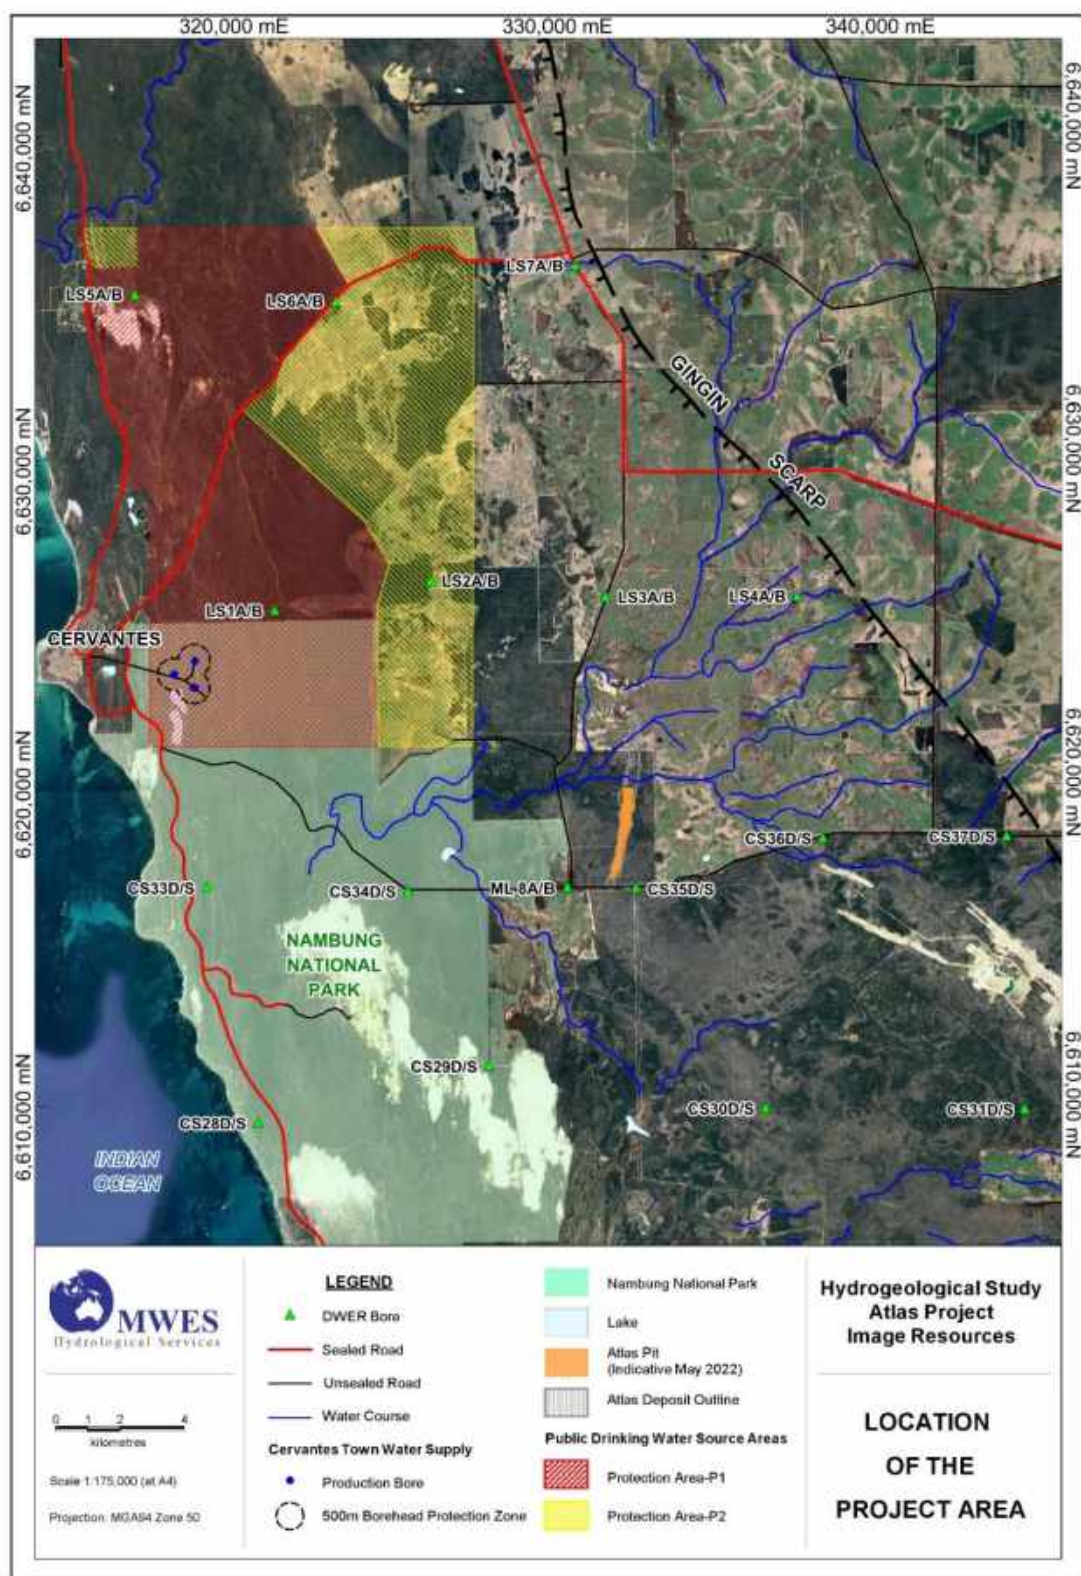 320,000 mE
330,000 mE
340,000 mE
6,640,000 mN
6,640,000 mN
LS7A/B
LS5A/B
LS6A/B
GINGIN
SCARP
6,630,000 mN
6,630,000 mN
LS2A/B
LS1A/B
LS3A/B
LS4A/B
CERVANTES
6,620,000 mN
6,620,000 mN
CS36D/S
CS37D/S
CS33D/S
CS34D/S
ML-8A/B
CS35D/S
NAMBUNG
NATIONAL
PARK
CS29D/S
CS30D/S
CS31D/S
CS28D/S
6,610,000 mN
6,610,000 mN
INDIAN
OCEAN
MWES
Hydrological Services
0 1 2 4
kilometres
Scale 1:175,000 (at A4)
Projection: MGA94 Zone 50
LEGEND
DWER Bore
Sealed Road
Unsealed Road
Water Course
Cervantes Town Water Supply
Production Bore
500m Borehead Protection Zone
Nambung National Park
Lake
Atlas Pit
(Indicative May 2022)
Atlas Deposit Outline
Public Drinking Water Source Areas
Protection Area-P1
Protection Area-P2
Hydrogeological Study
Atlas Project
Image Resources
LOCATION
OF THE
PROJECT AREA